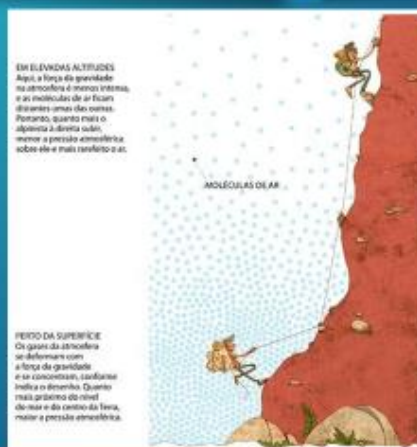 EM ELEVADAS ALTITUDES
Aqui, a força da gravidade
na atmosfera é menos intensa,
e as moléculas de ar ficam
distantes umas das outras.
Portanto, quanto mais o
alpinista à direita subir,
menor a pressão atmosférica
sobre ele e mais rarefeito o ar.
MOLÉCULAS DE AR
PERTO DA SUPERFÍCIE
Os gases da atmosfera
se deformam com
a força da gravidade
e se concentram, conforme
indica o desenho. Quanto
mais próximo do nível
do mar e do centro da Terra,
maior a pressão atmosférica.